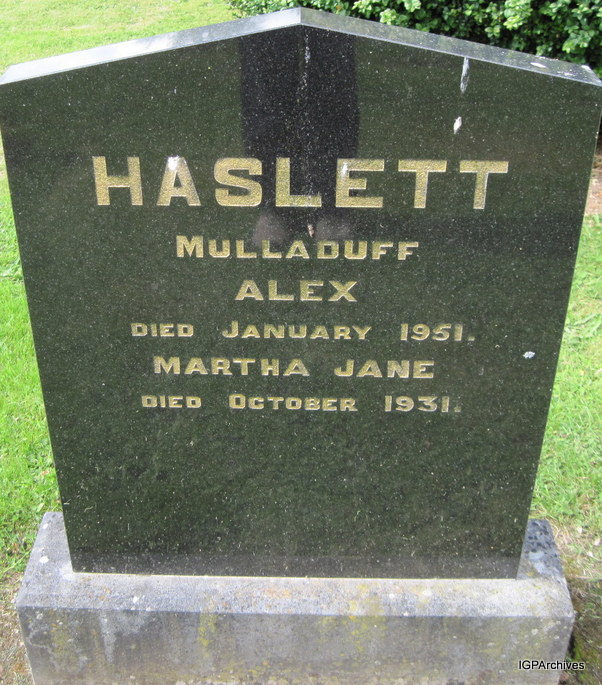 HASLETT
MULLADUFF
ALEX
DIED JANUARY 1951.
MARTHA JANE
DIED OCTOBER 1931.
IGPArchives